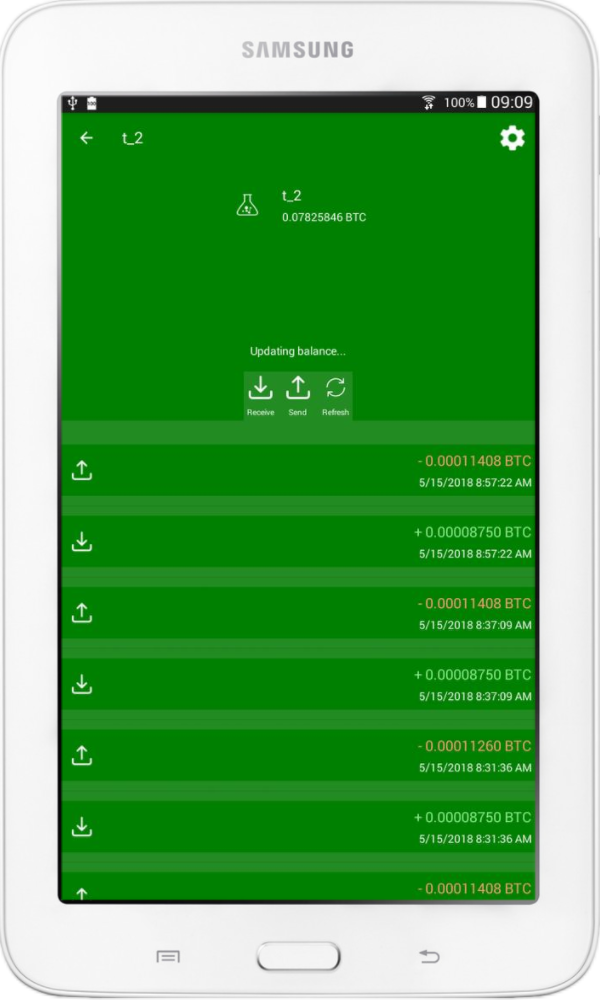 SAMSUNG
100% 09:09
t_2
t_2
0.07825846 BTC
Updating balance...
Receive Send Refresh
- 0.00011408 BTC
5/15/2018 8:57:22 AM
+ 0.00008750 BTC
5/15/2018 8:57:22 AM
- 0.00011408 BTC
5/15/2018 8:37:09 AM
+ 0.00008750 BTC
5/15/2018 8:37:09 AM
- 0.00011260 BTC
5/15/2018 8:31:36 AM
+ 0.00008750 BTC
5/15/2018 8:31:36 AM
- 0.00011408 BTC